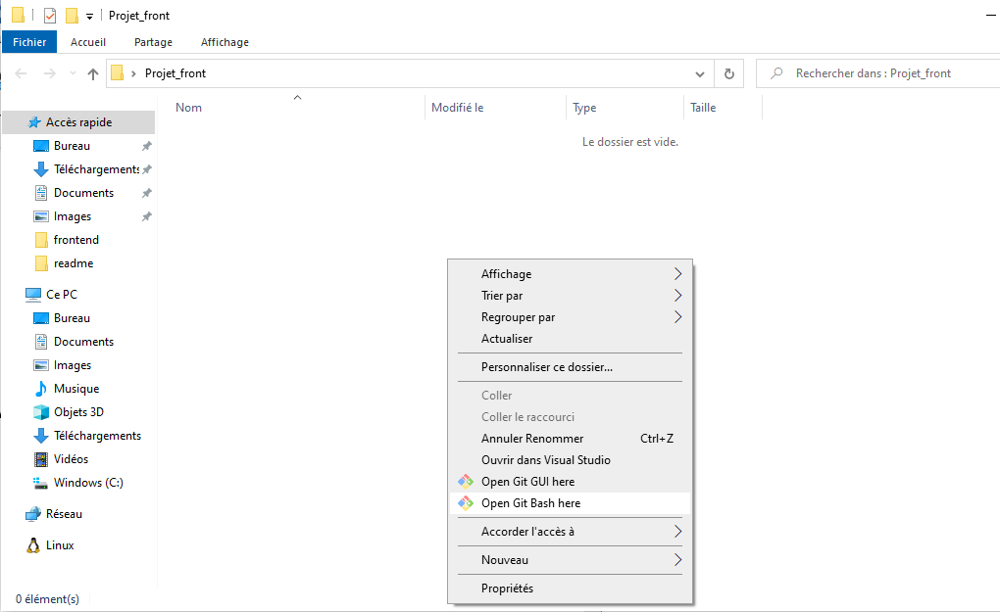 Projet_front
Fichier Accueil Partage Affichage
Projet_front
Rechercher dans : Projet_front
Nom Modifié le Type Taille
Le dossier est vide.
Accès rapide
Bureau
Téléchargements
Documents
Images
frontend
readme
Ce PC
Bureau
Documents
Images
Musique
Objets 3D
Téléchargements
Vidéos
Windows (C:)
Réseau
Linux
0 élément(s)
Affichage
Trier par
Regrouper par
Actualiser
Personnaliser ce dossier...
Coller
Coller le raccourci
Annuler Renommer Ctrl+Z
Ouvrir dans Visual Studio
Open Git GUI here
Open Git Bash here
Accorder l'accès à
Nouveau
Propriétés